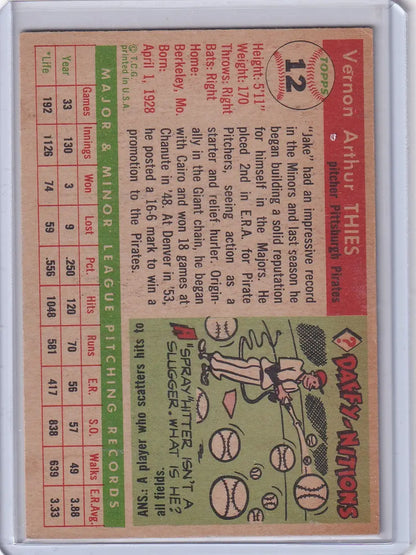 TOPPS
12
Vernon Arthur THIES
pitcher Pittsburgh Pirates
Height: 5'11"
Weight: 170
Throws: Right
Bats: Right
Home:
Berkeley, Mo.
Born:
April 1, 1928
© T.C.G.
printed in U.S.A.
"Jake" had an impressive record
in the Minors and last season he
began building a solid reputation
for himself in the Majors. He
placed 2nd in E.R.A. for Pirate
Pitchers, seeing action as a
starter and relief hurler. Origin-
ally in the Giant chain, he began
with Cairo and won 18 games at
Chanute in '48. At Denver in '53,
he posted a 16-6 mark to win a
promotion to the Pirates.
? DAFFY-NITIONS
A "SPRAY" HITTER ISN'T A
SLUGGER. WHAT IS HE?
ANS: A player who scatters hits to
all fields.
MAJOR & MINOR LEAGUE PITCHING RECORDS
Games Innings Won Lost Pct. Hits Runs E.R. S.O. Walks E.R.Avg.
Year 33 130 3 9 .250 120 70 56 57 49 3.88
*Life 192 1126 74 59 .556 1048 581 417 838 639 3.33